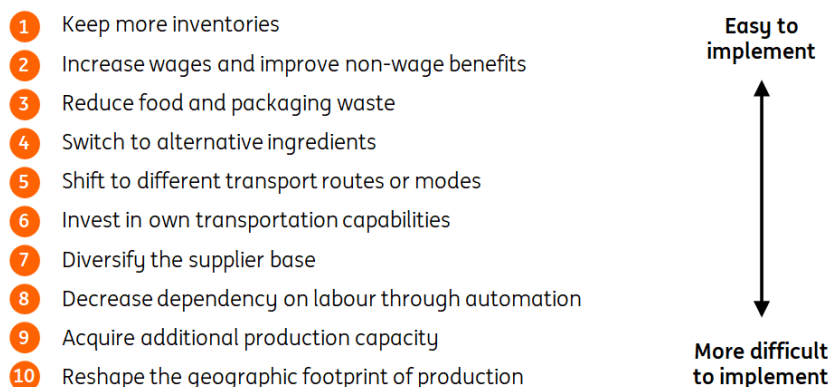 1 Keep more inventories
2 Increase wages and improve non-wage benefits
3 Reduce food and packaging waste
4 Switch to alternative ingredients
5 Shift to different transport routes or modes
6 Invest in own transportation capabilities
7 Diversify the supplier base
8 Decrease dependency on labour through automation
9 Acquire additional production capacity
10 Reshape the geographic footprint of production
Easy to
implement
More difficult
to implement